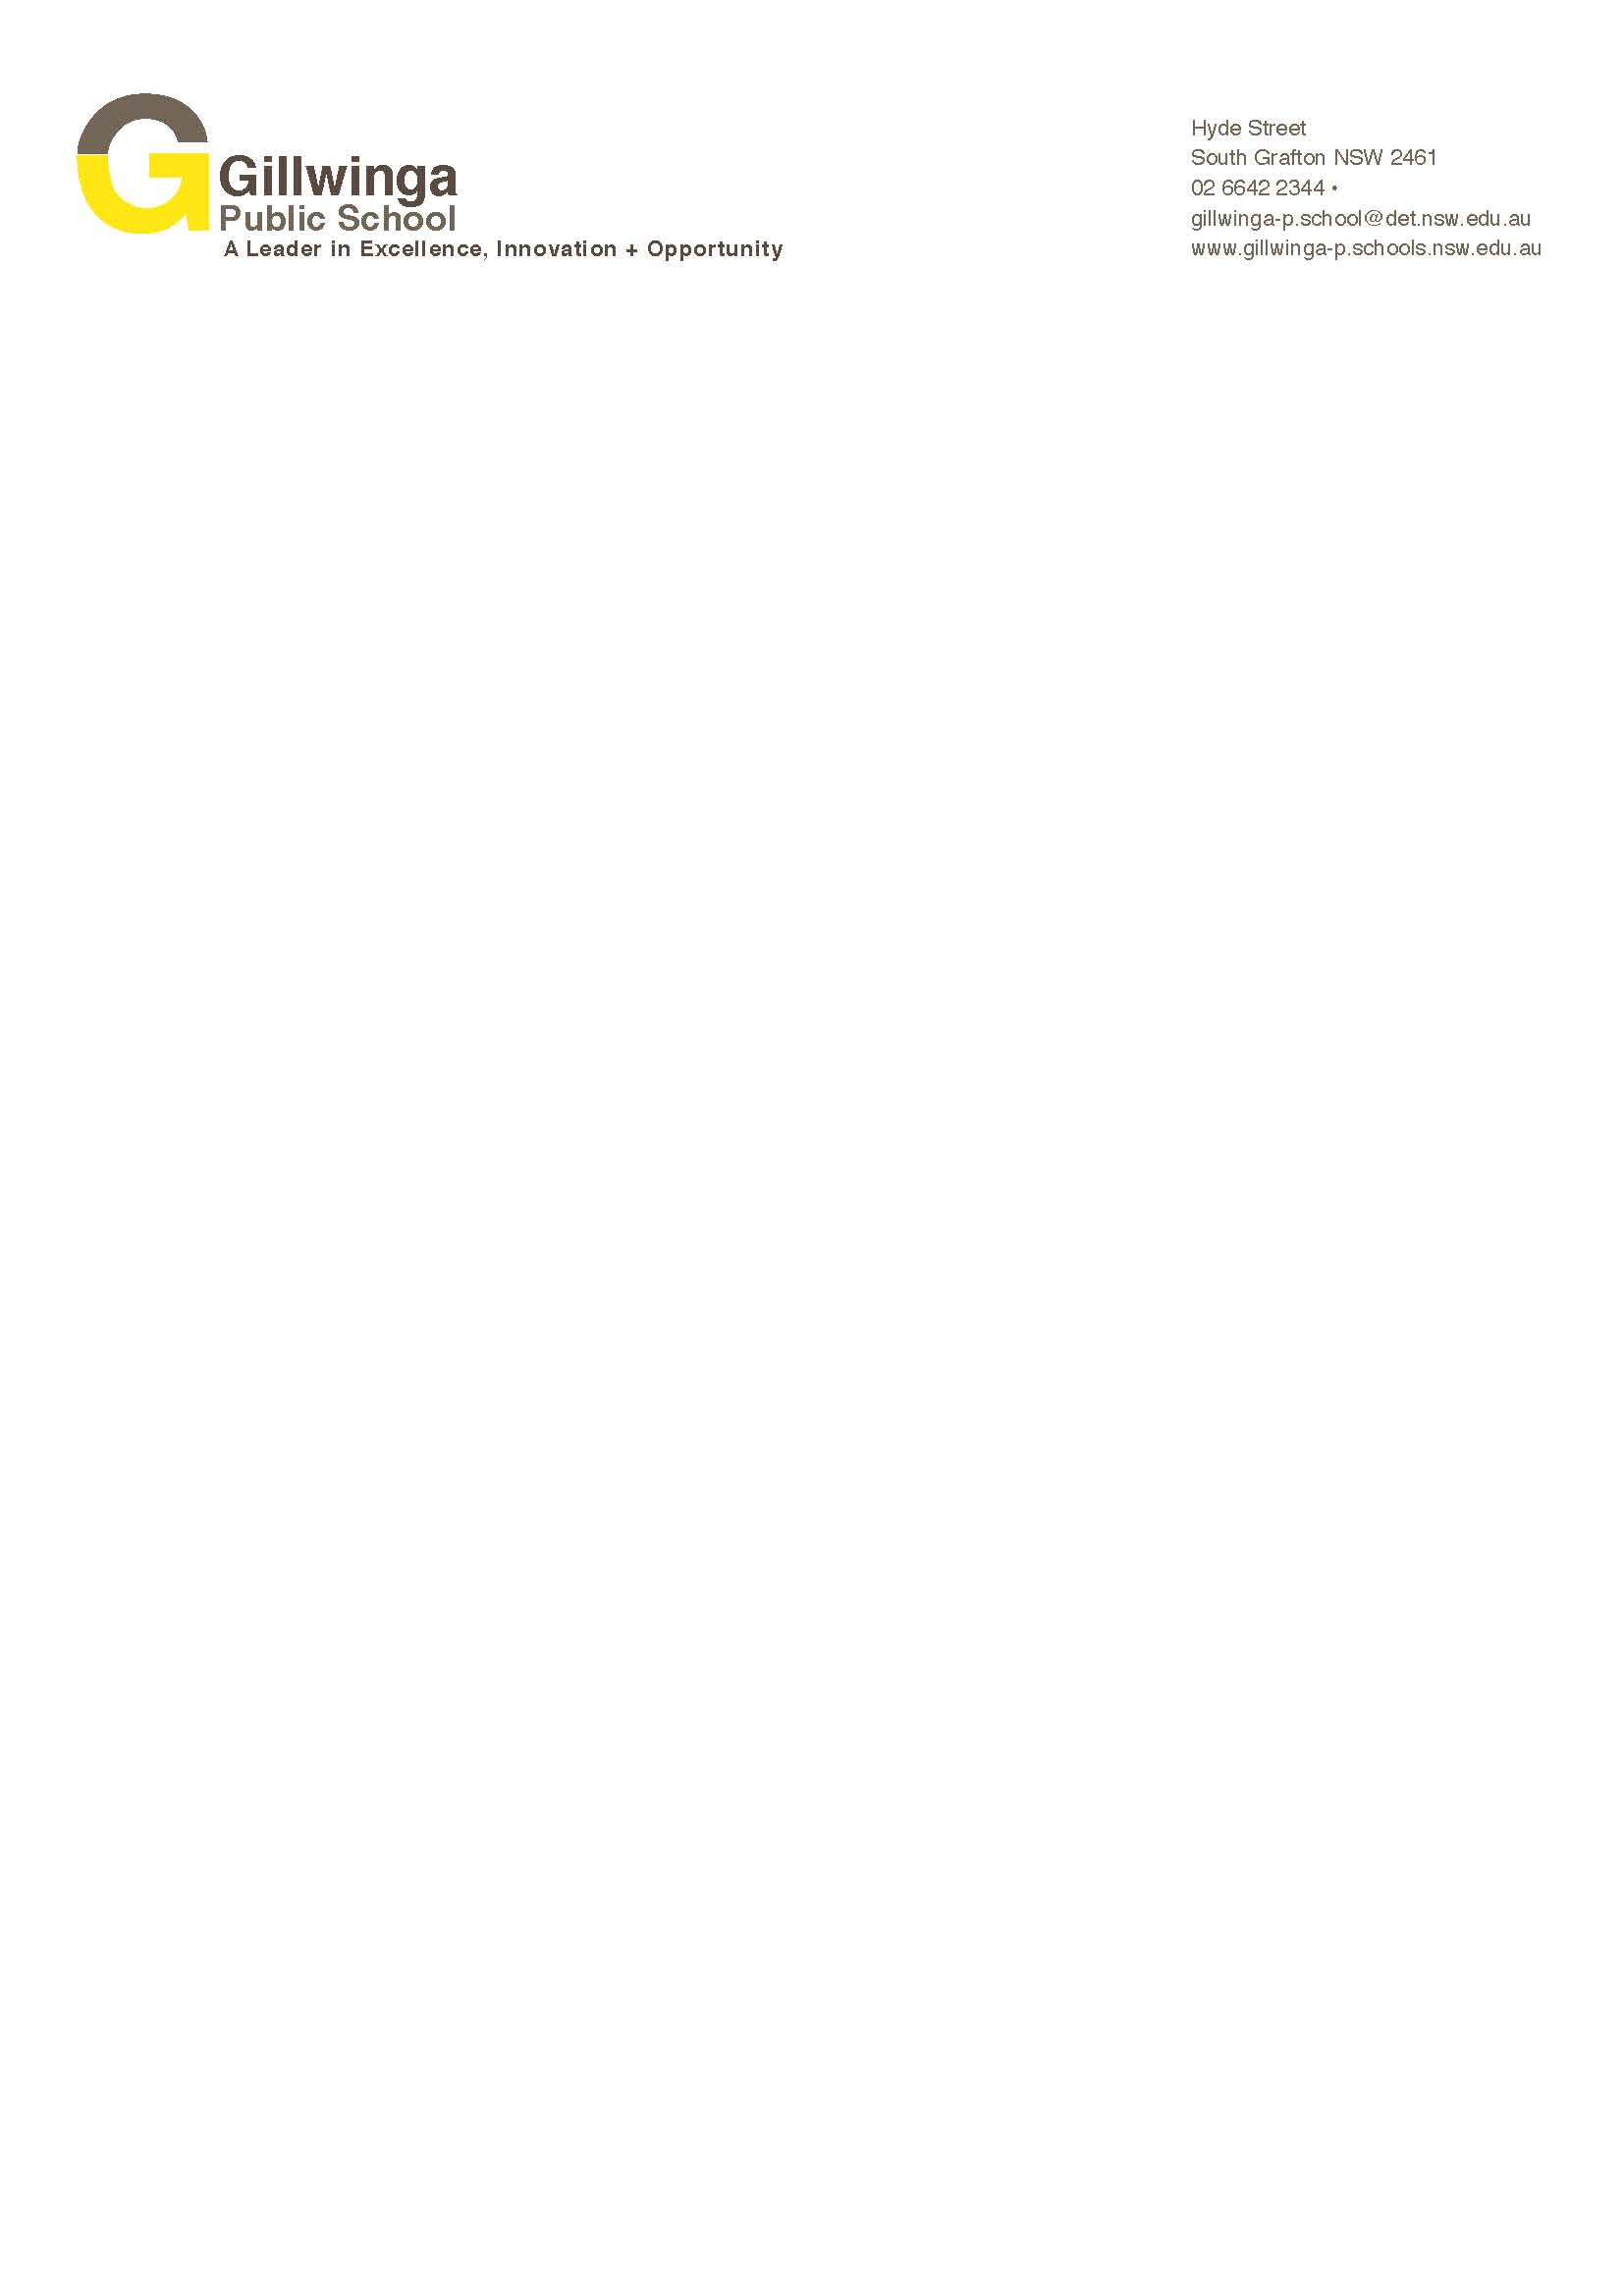 Gillwinga
Public School
A Leader in Excellence, Innovation + Opportunity
Hyde Street
South Grafton NSW 2461
02 6642 2344 •
gillwinga-p.school@det.nsw.edu.au
www.gillwinga-p.schools.nsw.edu.au